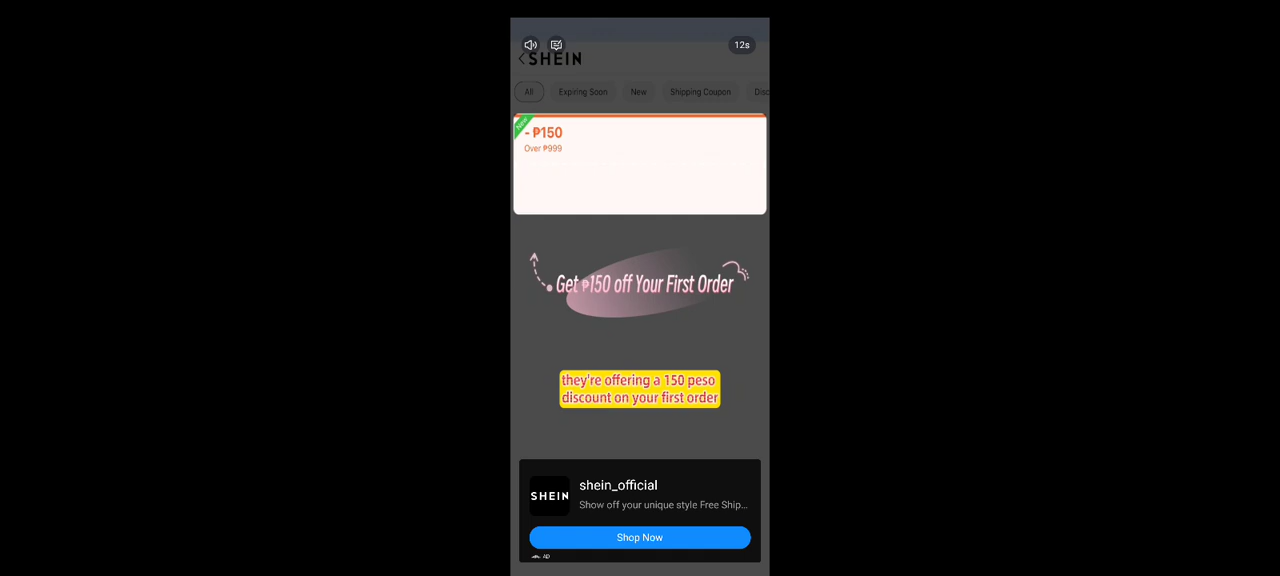 12s
SHEIN
All Expiring Soon New Shipping Coupon Disc
New
- ₱150
Over ₱999
Get ₱150 off Your First Order
they're offering a 150 peso
discount on your first order
SHEIN
shein_official
Show off your unique style Free Ship...
Shop Now